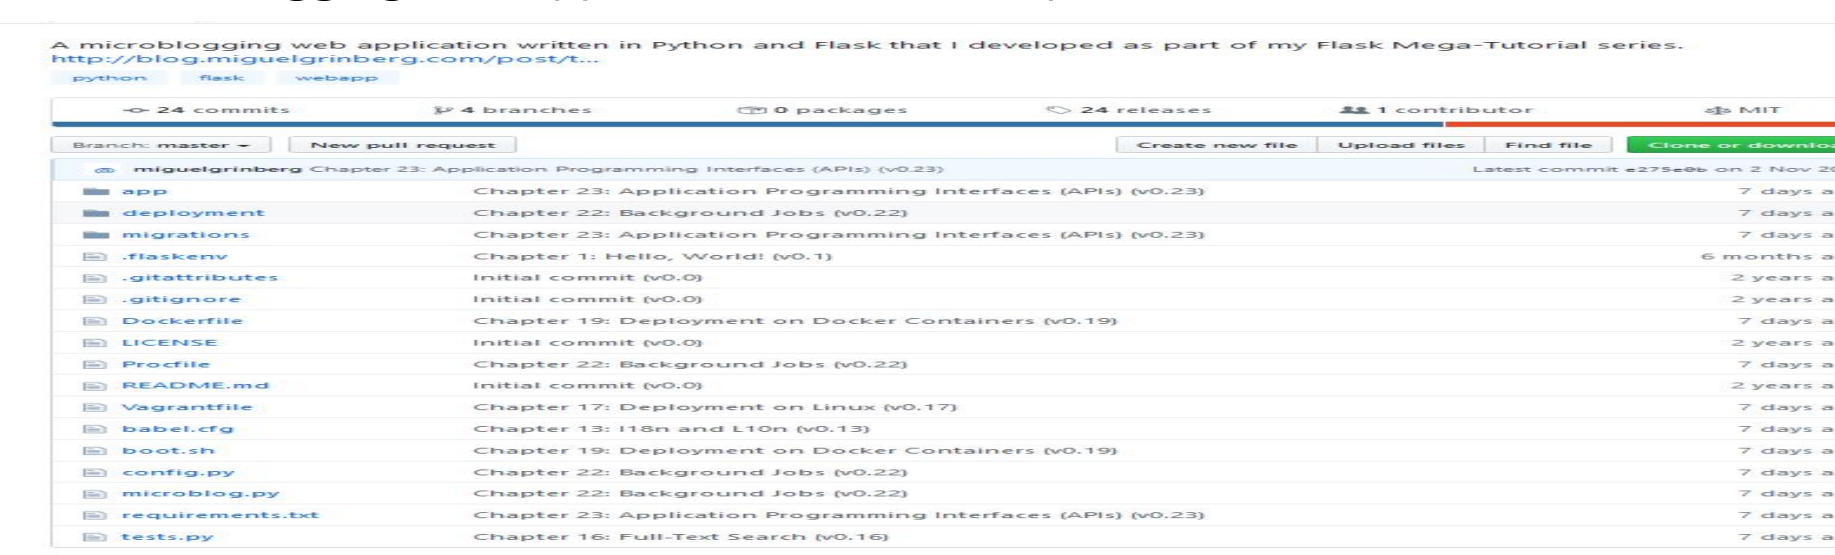 A microblogging web application written in Python and Flask that I developed as part of my Flask Mega-Tutorial series.
http://blog.miguelgrinberg.com/post/t...
python flask webapp
24 commits 4 branches 0 packages 24 releases 1 contributor MIT
Branch: master New pull request Create new file Upload files Find file Clone or downlo
miguelgrinberg Chapter 23: Application Programming Interfaces (APIs) (v0.23) Latest commit e275e0b on 2 Nov 20
app Chapter 23: Application Programming Interfaces (APIs) (v0.23) 7 days a
deployment Chapter 22: Background Jobs (v0.22) 7 days a
migrations Chapter 23: Application Programming Interfaces (APIs) (v0.23) 7 days a
.flaskenv Chapter 1: Hello, World! (v0.1) 6 months a
.gitattributes Initial commit (v0.0) 2 years a
.gitignore Initial commit (v0.0) 2 years a
Dockerfile Chapter 19: Deployment on Docker Containers (v0.19) 7 days a
LICENSE Initial commit (v0.0) 2 years a
Procfile Chapter 22: Background Jobs (v0.22) 7 days a
README.md Initial commit (v0.0) 2 years a
Vagrantfile Chapter 17: Deployment on Linux (v0.17) 7 days a
babel.cfg Chapter 13: I18n and L10n (v0.13) 7 days a
boot.sh Chapter 19: Deployment on Docker Containers (v0.19) 7 days a
config.py Chapter 22: Background Jobs (v0.22) 7 days a
microblog.py Chapter 22: Background Jobs (v0.22) 7 days a
requirements.txt Chapter 23: Application Programming Interfaces (APIs) (v0.23) 7 days a
tests.py Chapter 16: Full-Text Search (v0.16) 7 days a